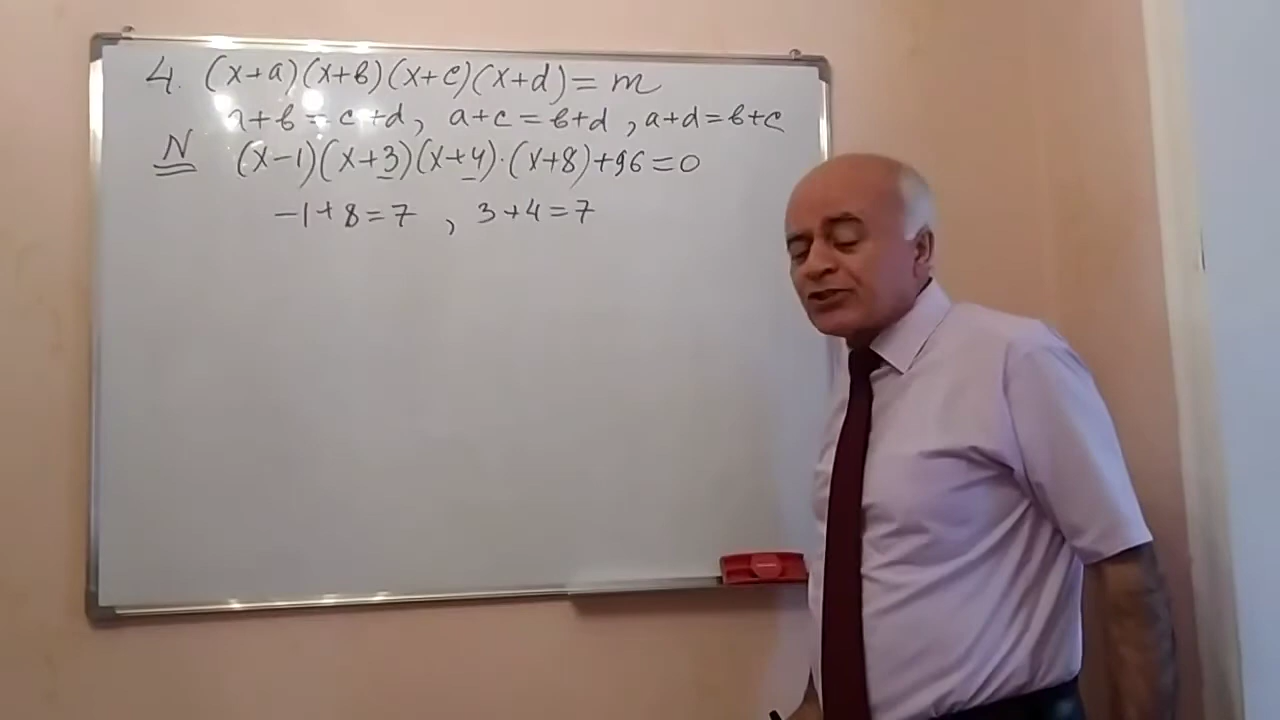 4. (x+a)(x+b)(x+c)(x+d)=m
a+b=c+d, a+c=b+d, a+d=b+c
N (x-1)(x+3)(x+4)·(x+8)+96=0
-1+8=7, 3+4=7